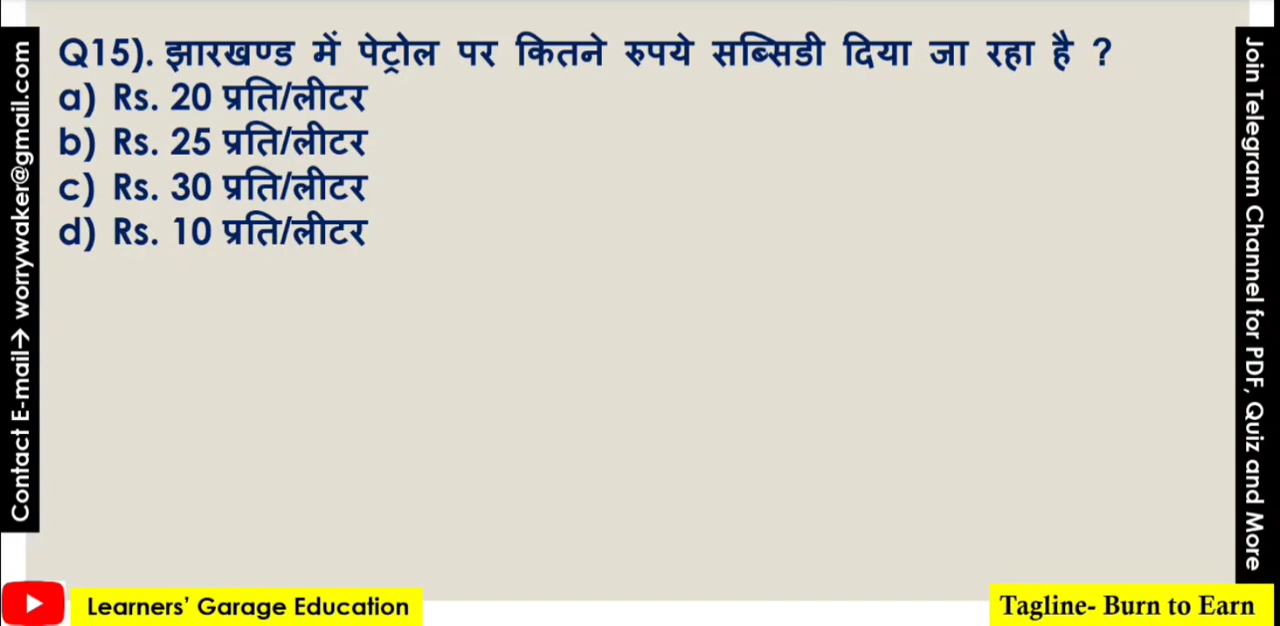 Q15). झारखण्ड में पेट्रोल पर कितने रुपये सब्सिडी दिया जा रहा है ?
a) Rs. 20 प्रति/लीटर
b) Rs. 25 प्रति/लीटर
c) Rs. 30 प्रति/लीटर
d) Rs. 10 प्रति/लीटर
Contact E-mail→ worrywaker@gmail.com
Join Telegram Channel for PDF, Quiz and More
Learners’ Garage Education
Tagline- Burn to Earn